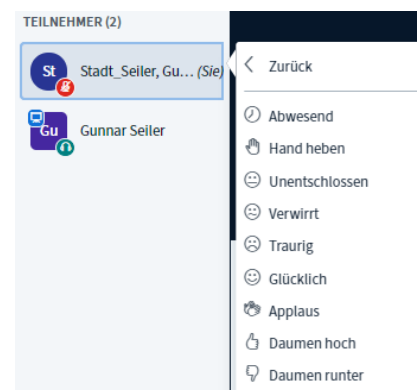 TEILNEHMER (2)
St Stadt_Seiler, Gu... (Sie)
Gu Gunnar Seiler
Zurück
Abwesend
Hand heben
Unentschlossen
Verwirrt
Traurig
Glücklich
Applaus
Daumen hoch
Daumen runter